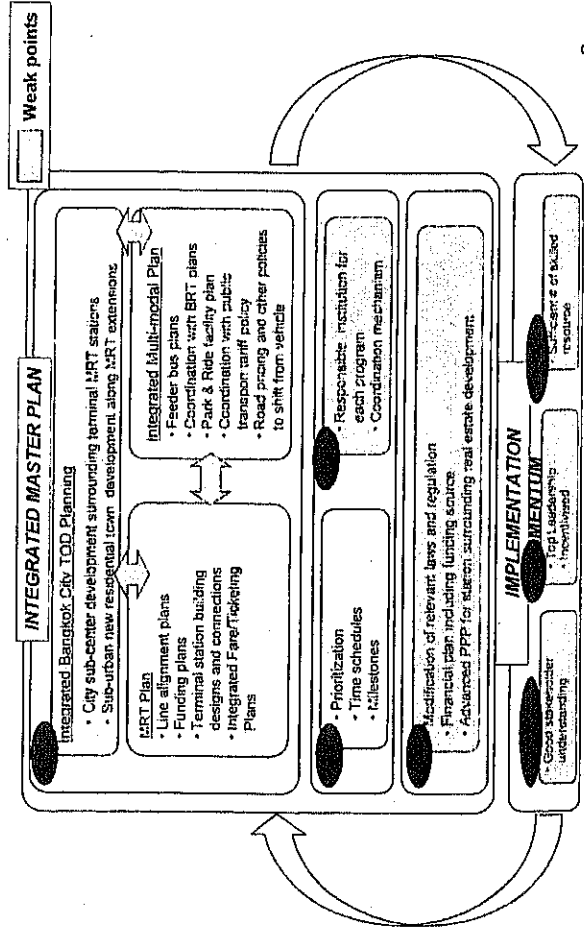 Weak points
INTEGRATED MASTER PLAN
Integrated Bangkok City TOD Planning
• City sub-center development surrounding terminal MRT stations
• Sub-urban new residential town development along MRT extensions
MRT Plan
• Line alignment plans
• Funding plans
• Terminal station building
designs and connections
• Integrated Fare/Ticketing
Plans
Integrated Multi-modal Plan
• Feeder bus plans
• Coordination with BRT plans
• Park & Ride facility plan
• Coordination with public
transport tariff policy
• Road pricing and other policies
to shift from vehicle
• Prioritization
• Time schedules
• Milestones
• Responsible institution for
each program
• Coordination mechanism
Modification of relevant laws and regulation
• Financial plan including funding source
• Advanced PPP for station surrounding real estate development
IMPLEMENTATION
MENTUM
• Good stakeholder
understanding
• Top Leadership
• Incentivized
of skilled
resource